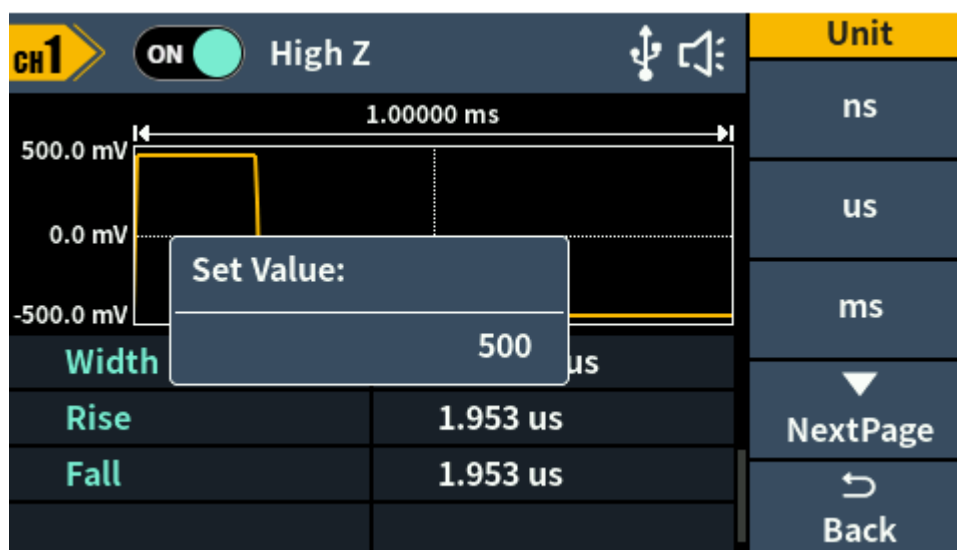 CH1 ON High Z
Unit
1.00000 ms
500.0 mV
0.0 mV
-500.0 mV
Set Value:
500
Width us
Rise 1.953 us
Fall 1.953 us
ns
us
ms
NextPage
Back